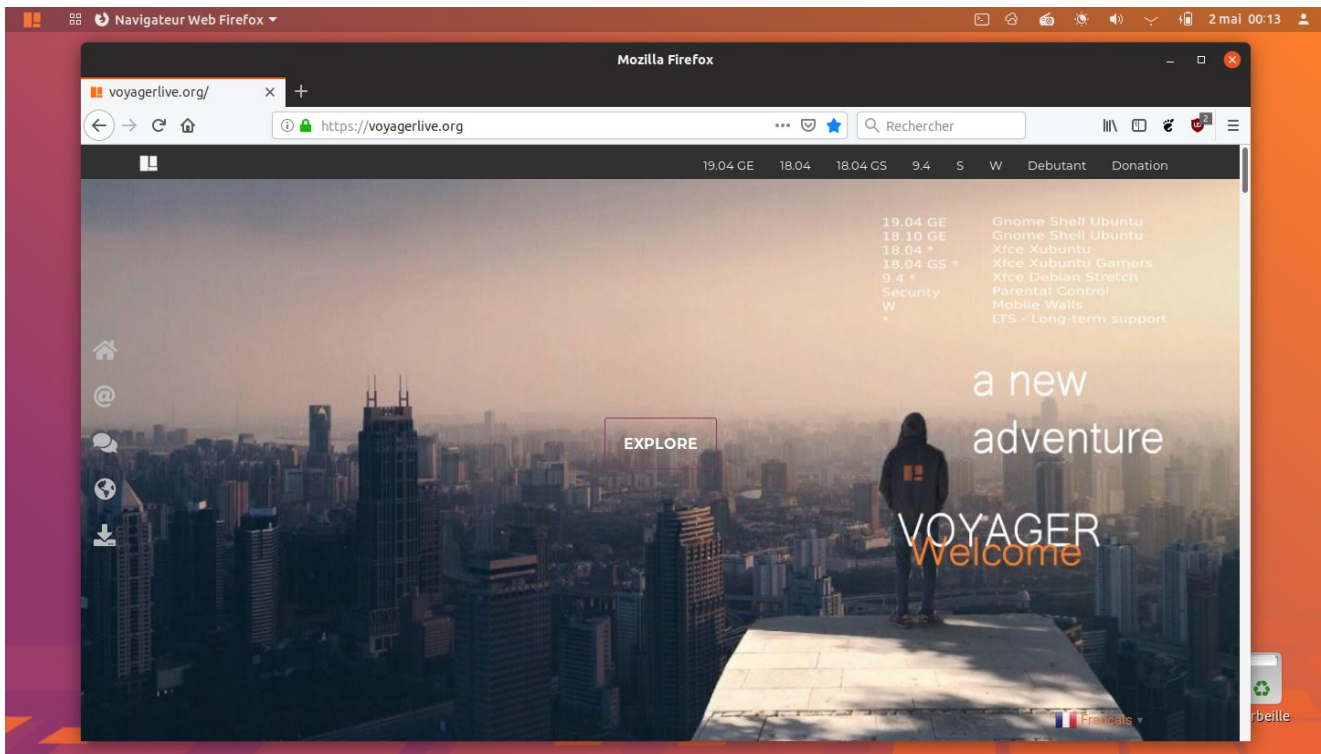 Navigateur Web Firefox
2 mai 00:13
Mozilla Firefox
voyagerlive.org/
https://voyagerlive.org
Rechercher
2
19.04 GE 18.04 18.04 GS 9.4 S W Debutant Donation
19.04 GE Gnome Shell Ubuntu
18.10 GE Gnome Shell Ubuntu
18.04 * Xfce Xubuntu
18.04 GS * Xfce Xubuntu Gamers
9.4 * Xfce Debian Stretch
Security Parental Control
W Mobile Walls
* LTS - Long-term support
a new
adventure
EXPLORE
VOYAGER
Welcome
Français
rbeille